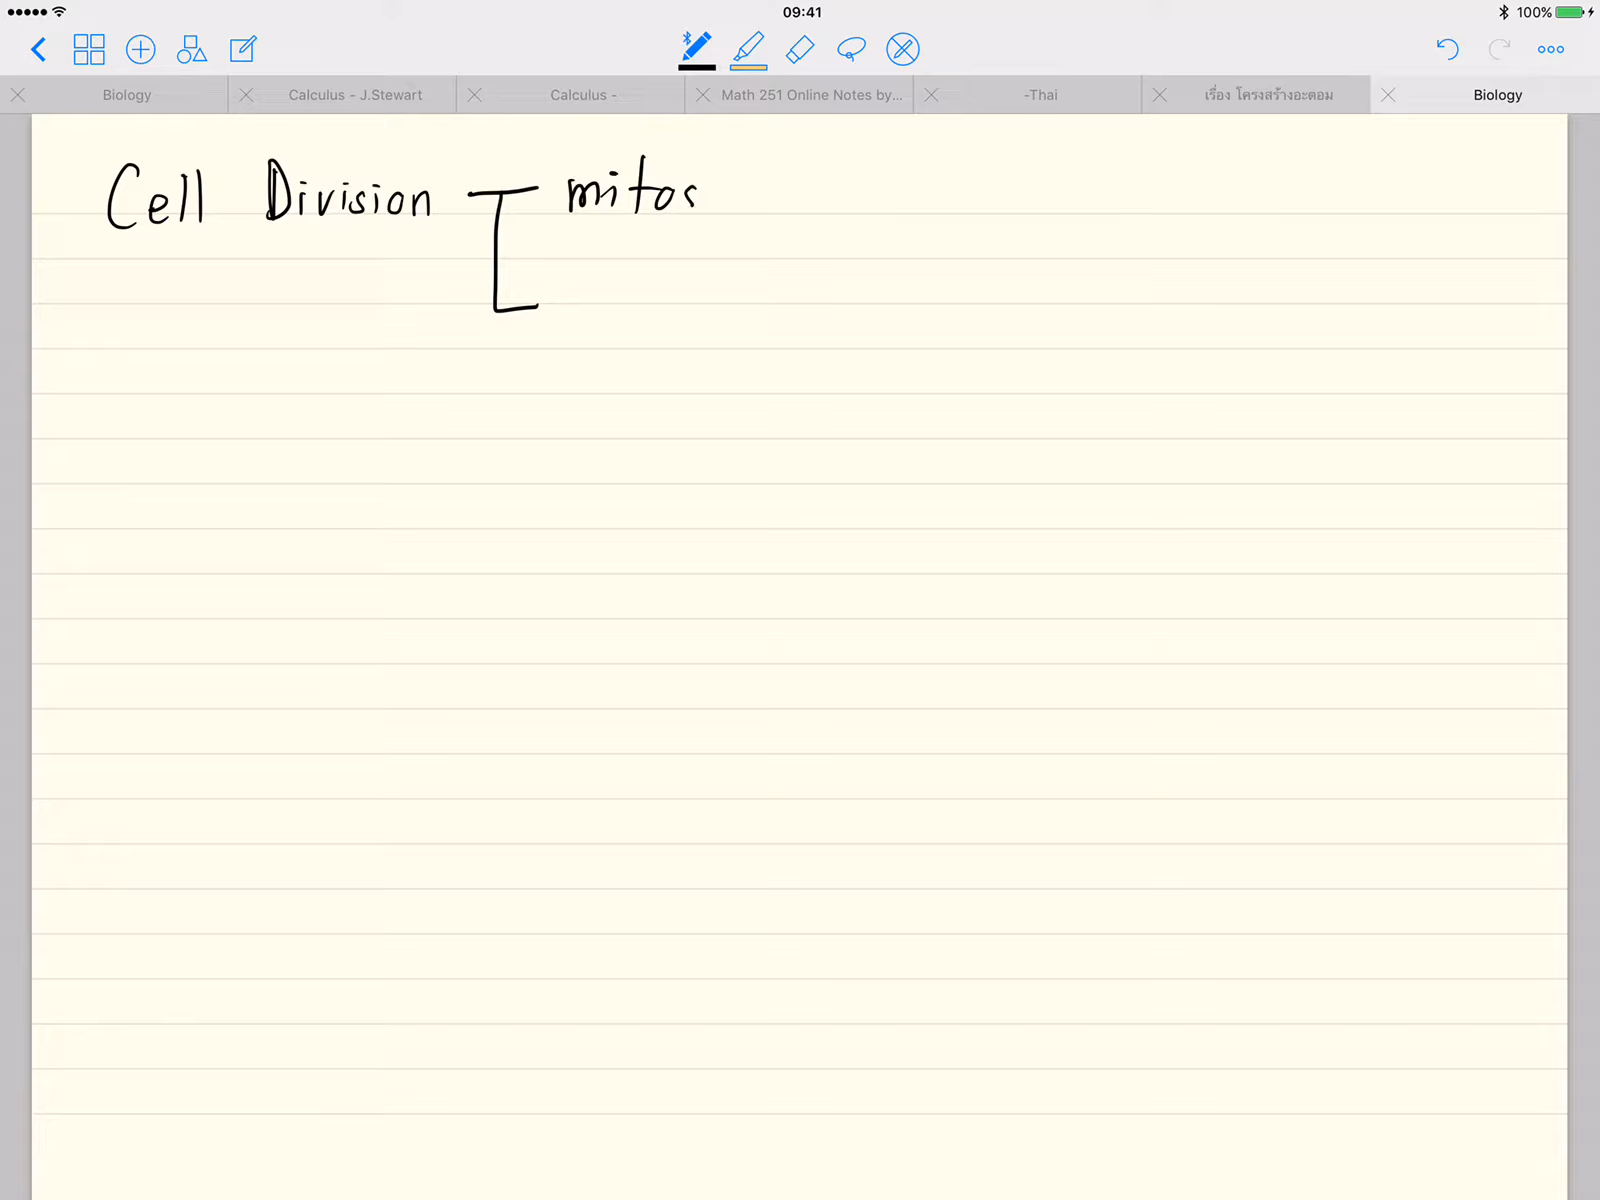 09:41
100%
Biology
Calculus - J.Stewart
Calculus -
Math 251 Online Notes by...
-Thai
เรื่อง โครงสร้างอะตอม
Biology
Cell Division mitos